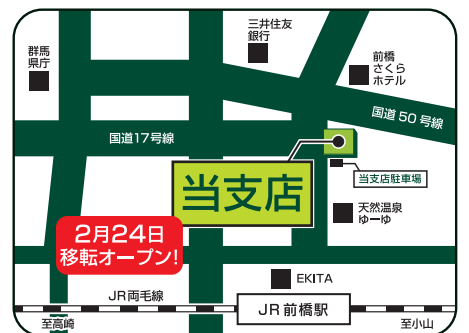 群馬
県庁
三井住友
銀行
前橋
さくら
ホテル
国道50号線
国道17号線
当支店
当支店駐車場
天然温泉
ゆーゆ
2月24日
移転オープン!
EKITA
JR両毛線
JR前橋駅
至高崎
至小山